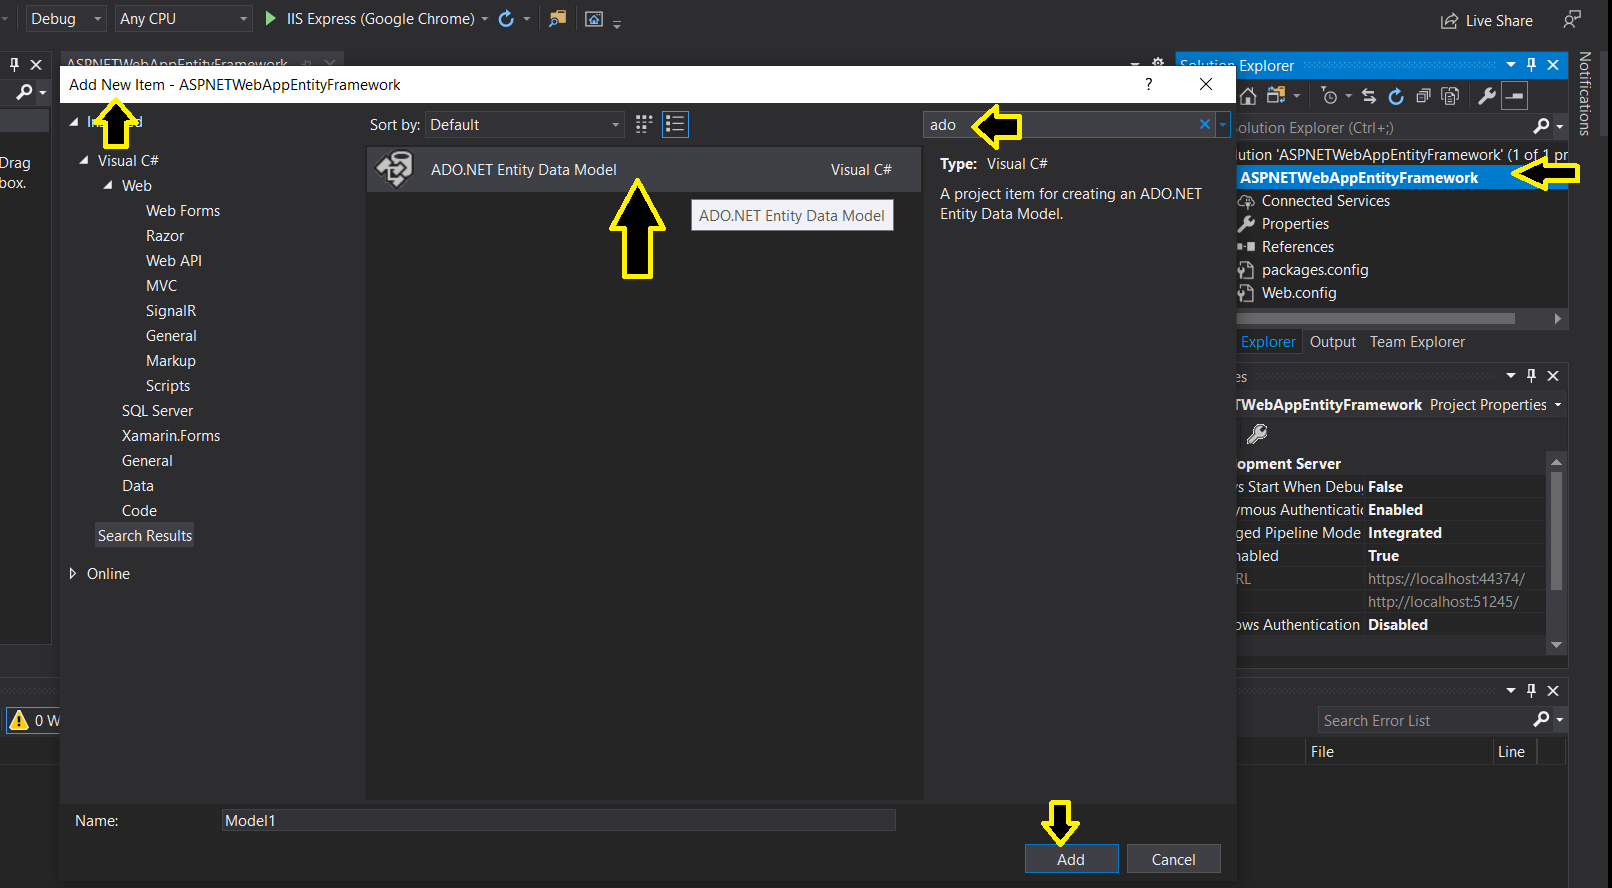 Debug
Any CPU
IIS Express (Google Chrome)
Live Share
ASPNETWebAppEntityFramework
Solution Explorer
Notifications
Add New Item - ASPNETWebAppEntityFramework
?
Drag
box.
Sort by: Default
ado
Visual C#
Web
Web Forms
Razor
Web API
MVC
SignalR
General
Markup
Scripts
SQL Server
Xamarin.Forms
General
Data
Code
Search Results
Online
ADO.NET Entity Data Model Visual C#
ADO.NET Entity Data Model
Type: Visual C#
A project item for creating an ADO.NET
Entity Data Model.
olution Explorer (Ctrl+;)
lution 'ASPNETWebAppEntityFramework' (1 of 1 pr
ASPNETWebAppEntityFramework
Connected Services
Properties
References
packages.config
Web.config
Explorer Output Team Explorer
es
TWebAppEntityFramework Project Properties
opment Server
s Start When Debu False
ymous Authenticati Enabled
ged Pipeline Mode Integrated
nabled True
RL https://localhost:44374/
http://localhost:51245/
ows Authentication Disabled
0 W
Search Error List
File Line
Name: Model1
Add Cancel